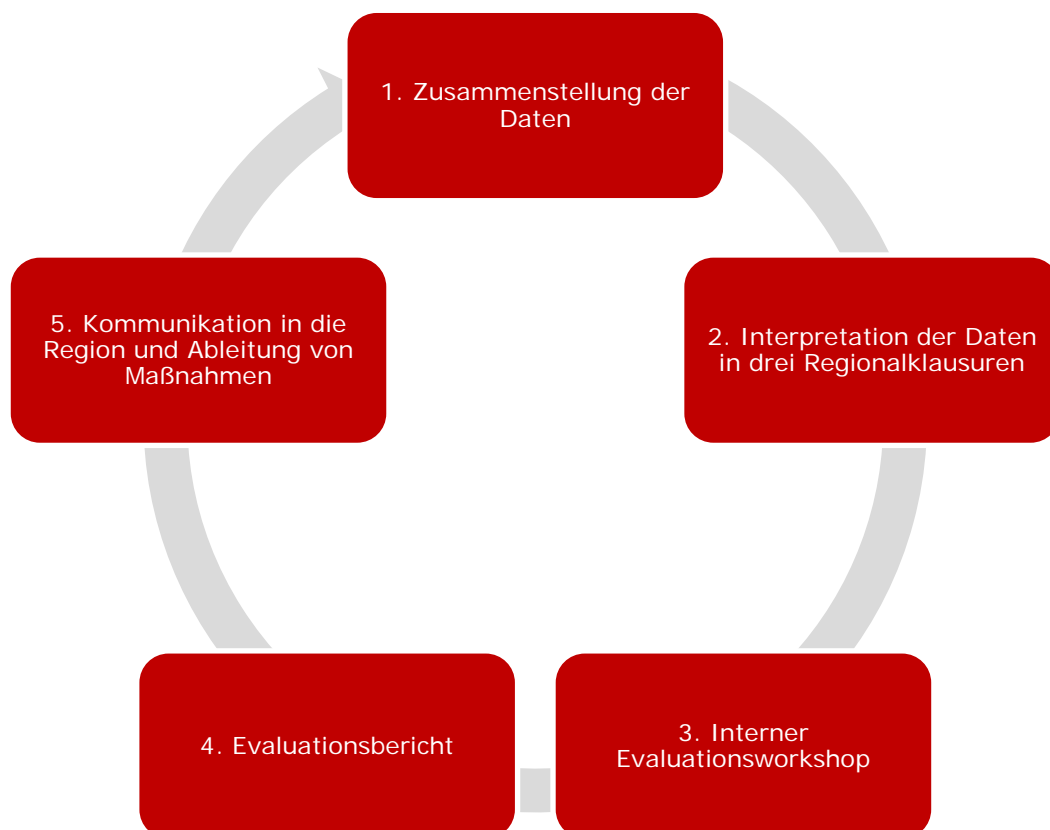 1. Zusammenstellung der
Daten
2. Interpretation der Daten
in drei Regionalklausuren
3. Interner
Evaluationsworkshop
4. Evaluationsbericht
5. Kommunikation in die
Region und Ableitung von
Maßnahmen